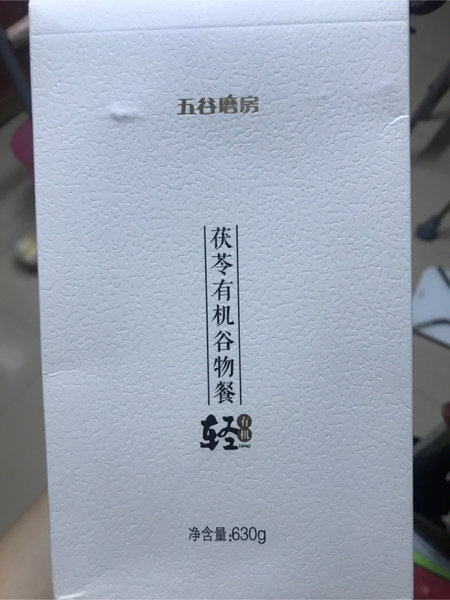 五谷磨房
茯苓有机谷物餐
轻
有机
净含量:630g